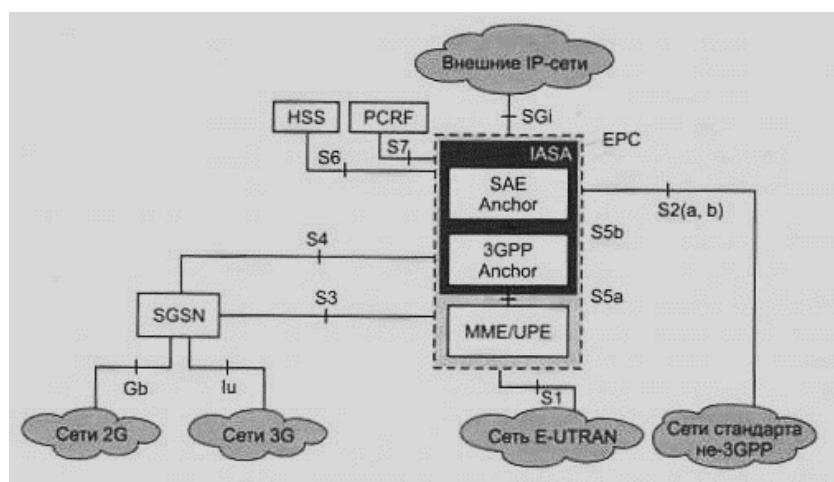 Внешние IP-сети
SGi
HSS
PCRF
EPC
S7
IASA
S6
SAE
Anchor
S2(a, b)
S5b
S4
3GPP
Anchor
S5a
S3
SGSN
MME/UPE
Gb
Iu
S1
Сети 2G
Сети 3G
Сеть E-UTRAN
Сети стандарта
не-3GPP